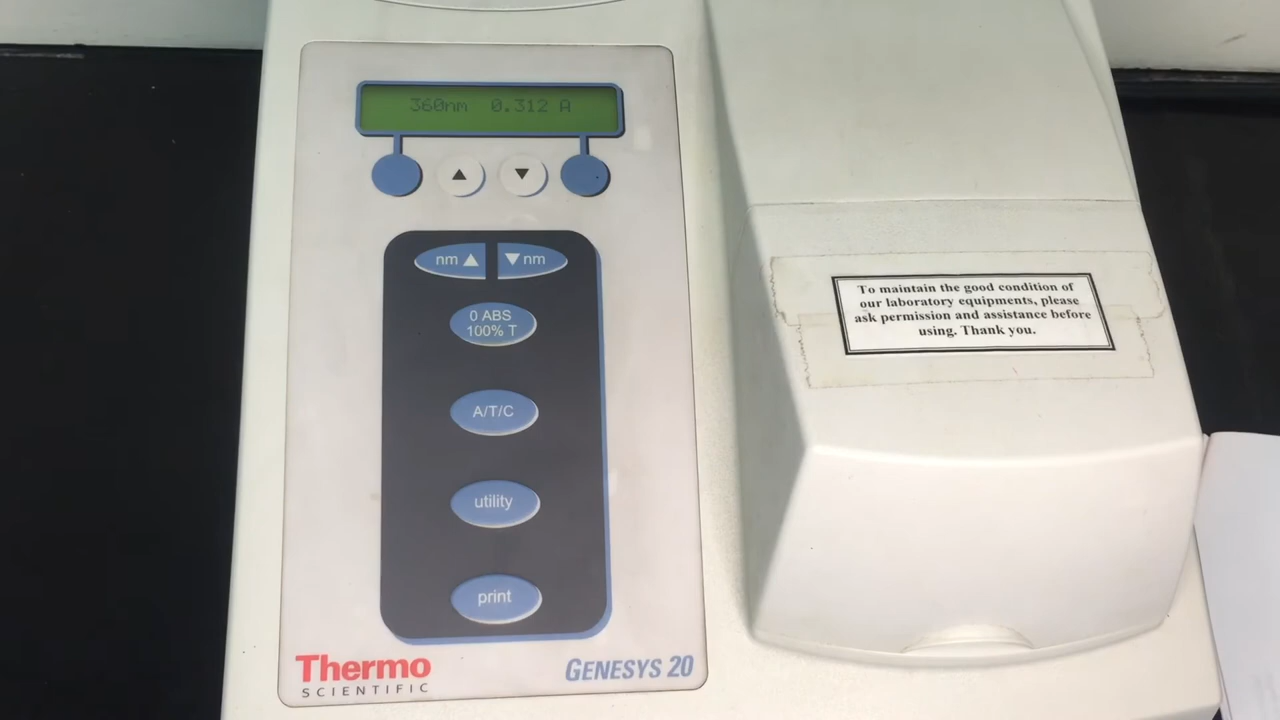 360nm 0.312 A
nm ▲ ▼ nm
0 ABS
100% T
A/T/C
utility
print
Thermo
SCIENTIFIC
GENESYS 20
To maintain the good condition of
our laboratory equipments, please
ask permission and assistance before
using. Thank you.